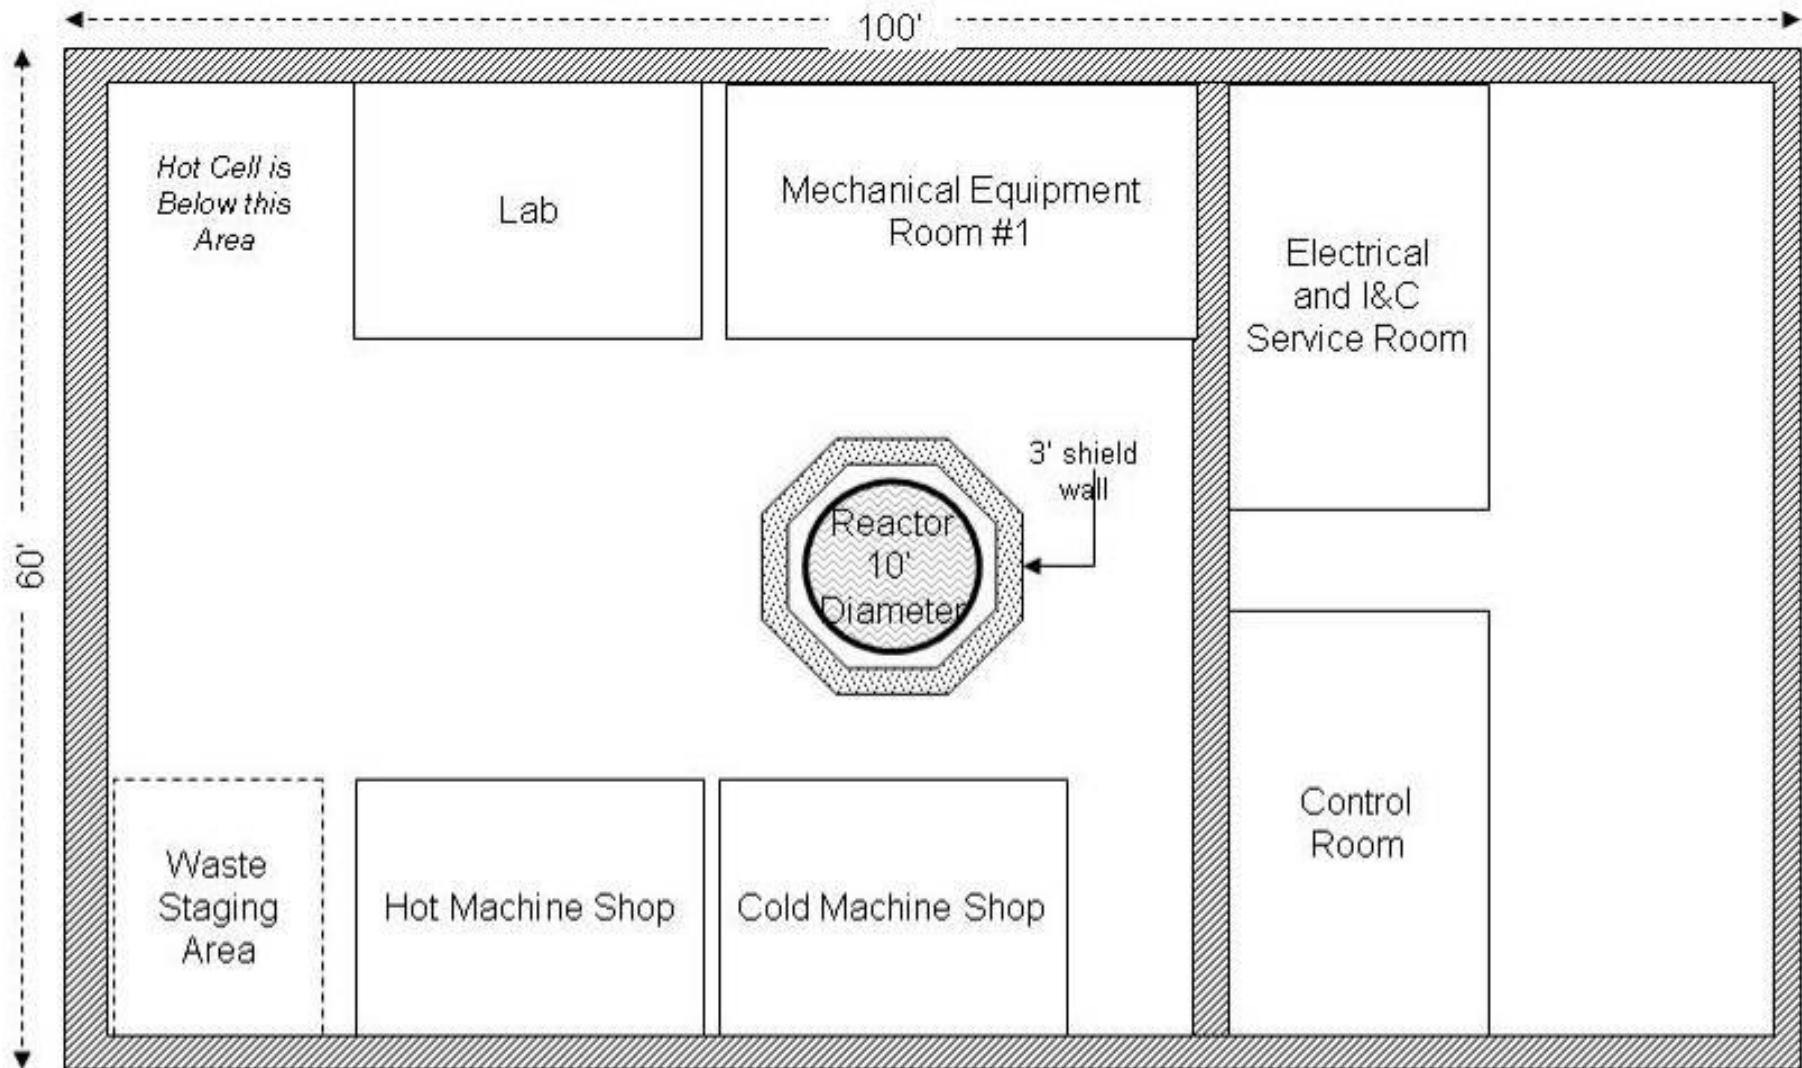 100'
60'
Hot Cell is
Below this
Area
Lab
Mechanical Equipment
Room #1
Electrical
and I&C
Service Room
3' shield
wall
Reactor
10'
Diameter
Waste
Staging
Area
Hot Machine Shop
Cold Machine Shop
Control
Room